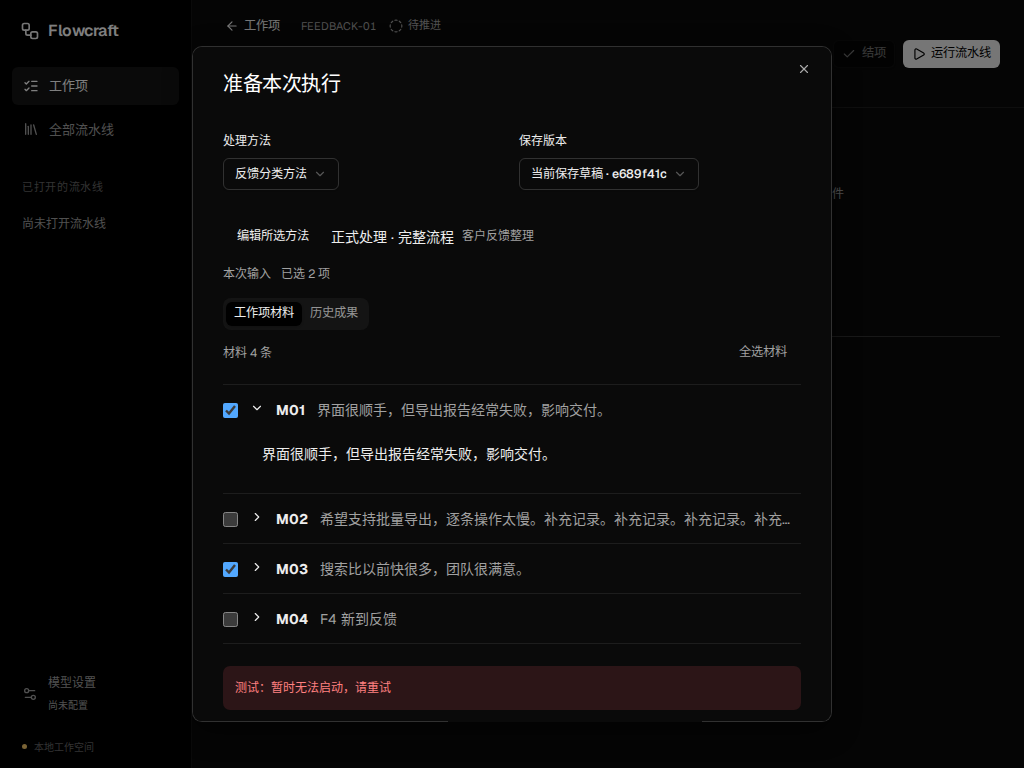 Flowcraft
工作项
全部流水线
已打开的流水线
尚未打开流水线
模型设置
尚未配置
本地工作空间
工作项 FEEDBACK-01 待推进
结项 运行流水线
件
准备本次执行
处理方法 保存版本
反馈分类方法 当前保存草稿 · e689f41c
编辑所选方法 正式处理 · 完整流程 客户反馈整理
本次输入 已选 2 项
工作项材料 历史成果
材料 4 条 全选材料
M01 界面很顺手，但导出报告经常失败，影响交付。
界面很顺手，但导出报告经常失败，影响交付。
M02 希望支持批量导出，逐条操作太慢。补充记录。补充记录。补充记录。补充…
M03 搜索比以前快很多，团队很满意。
M04 F4 新到反馈
测试：暂时无法启动，请重试